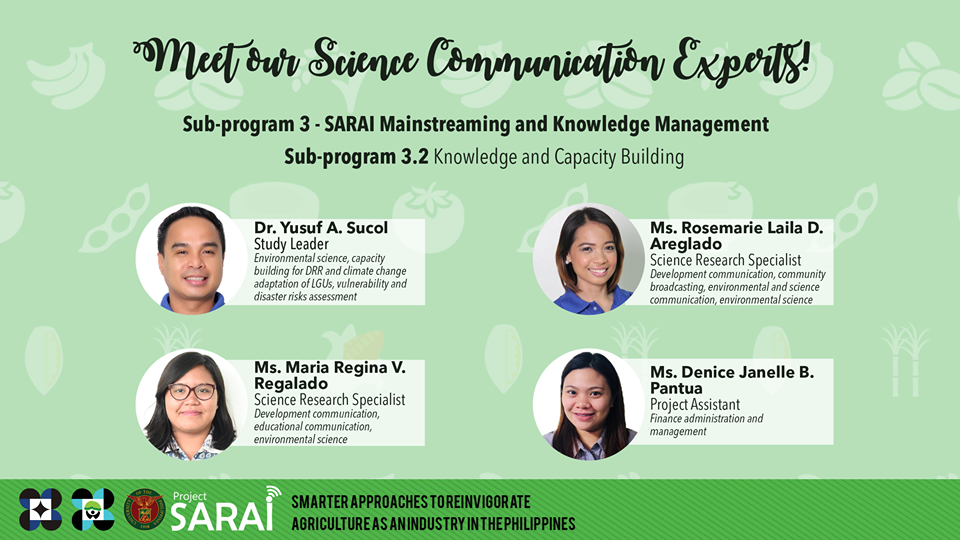 Meet our Science Communication Experts!
Sub-program 3 - SARAI Mainstreaming and Knowledge Management
Sub-program 3.2 Knowledge and Capacity Building
Dr. Yusuf A. Sucol
Study Leader
Environmental science, capacity
building for DRR and climate change
adaptation of LGUs, vulnerability and
disaster risks assessment
Ms. Rosemarie Laila D.
Areglado
Science Research Specialist
Development communication, community
broadcasting, environmental and science
communication, environmental science
Ms. Maria Regina V.
Regalado
Science Research Specialist
Development communication,
educational communication,
environmental science
Ms. Denice Janelle B.
Pantua
Project Assistant
Finance administration and
management
Project
SARAI
SMARTER APPROACHES TO REINVIGORATE
AGRICULTURE AS AN INDUSTRY IN THE PHILIPPINES